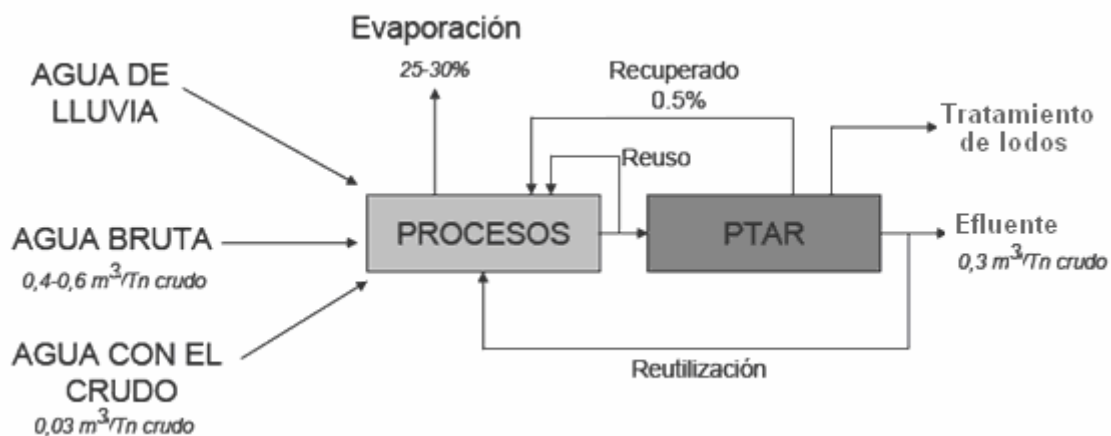 Evaporación
25-30%
AGUA DE
LLUVIA
Recuperado
0.5%
Tratamiento
de lodos
Reuso
AGUA BRUTA
0,4-0,6 m³/Tn crudo
PROCESOS
PTAR
Efluente
0,3 m³/Tn crudo
AGUA CON EL
CRUDO
0,03 m³/Tn crudo
Reutilización